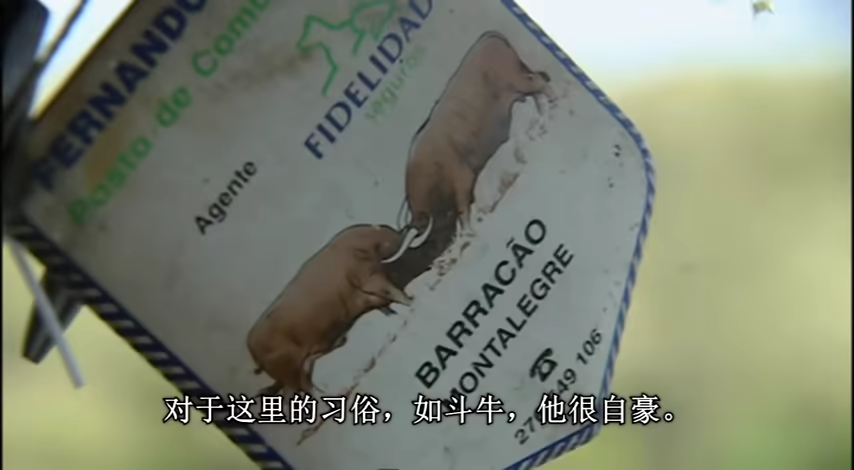 FERNANDO
Posto de Comb
FIDELIDADE
seguros
Agente
BARRACÃO
MONTALEGRE
对于这里的习俗，如斗牛，他很自豪。